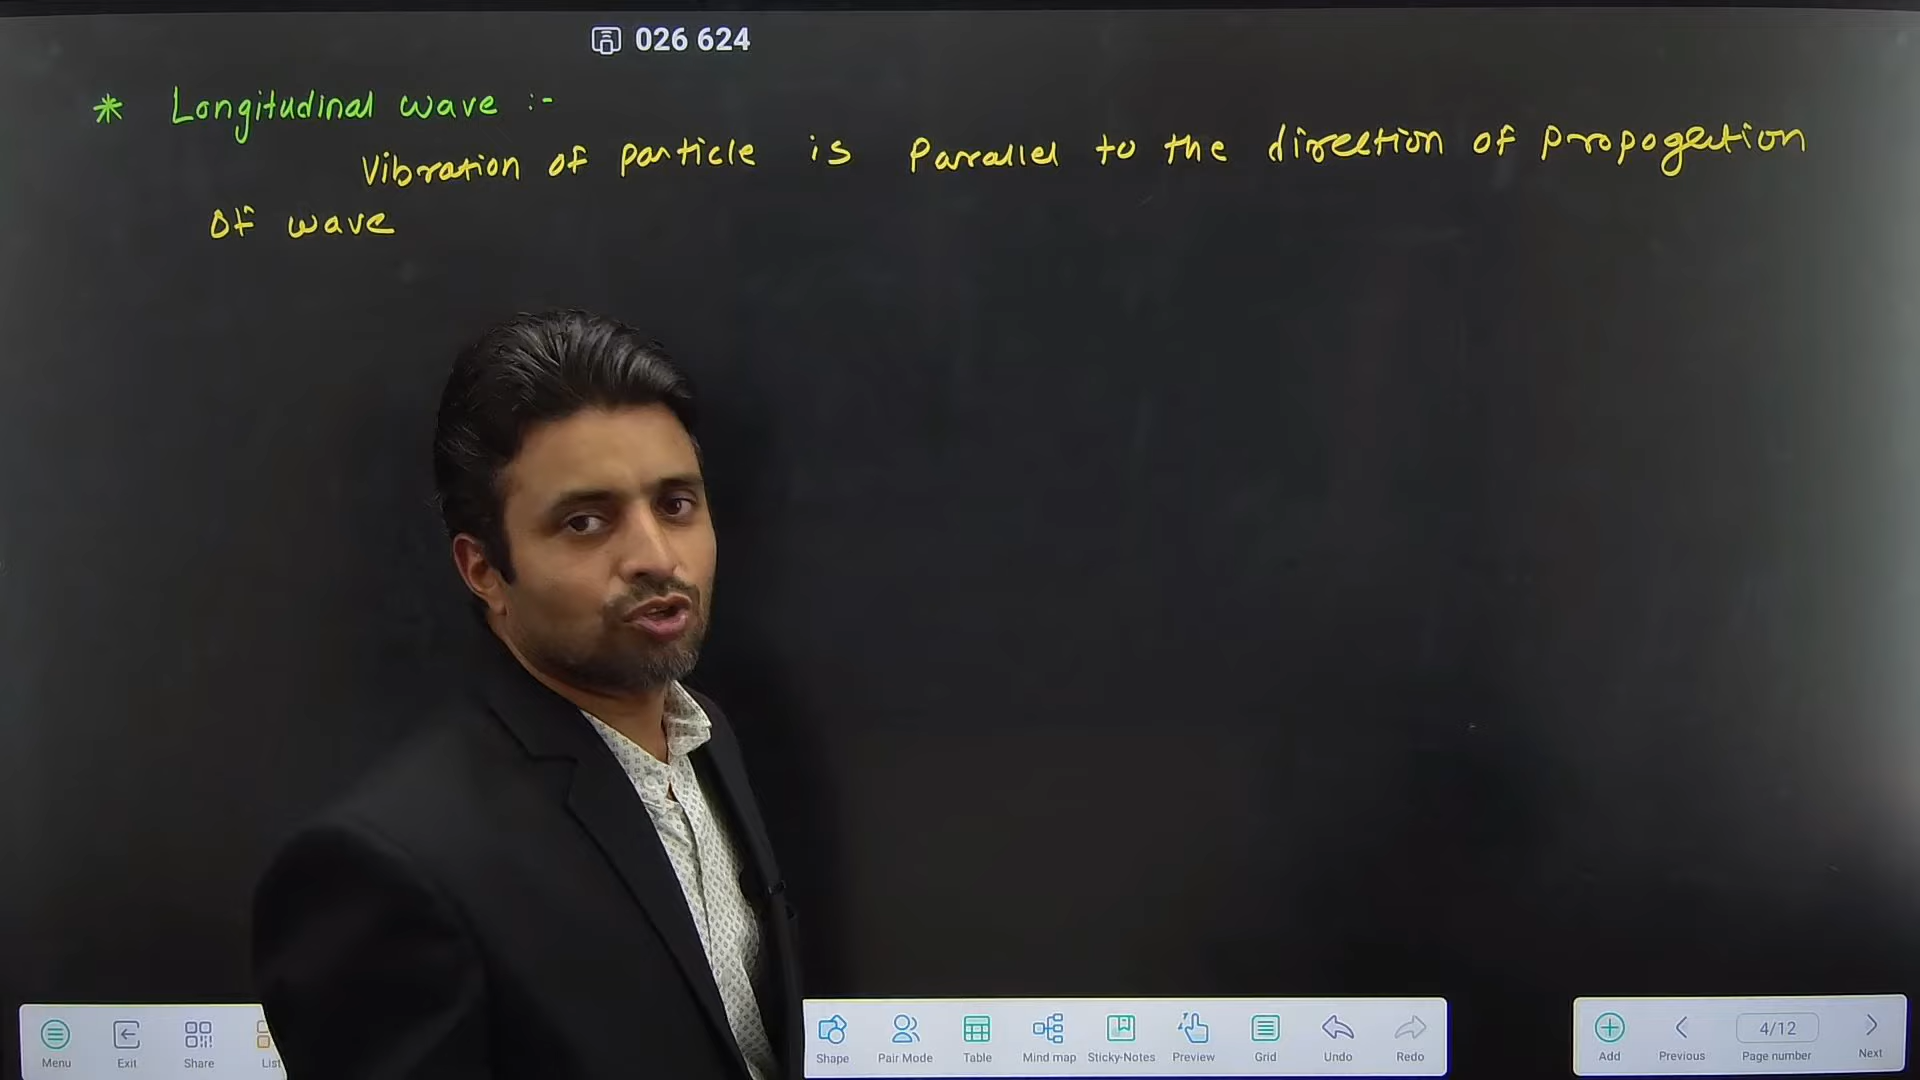 026 624
* Longitudinal wave :-
Vibration of particle is Parallel to the direction of propogation
of wave
Menu Exit Share List Shape Pair Mode Table Mind map Sticky-Notes Preview Grid Undo Redo Add Previous 4/12 Page number Next